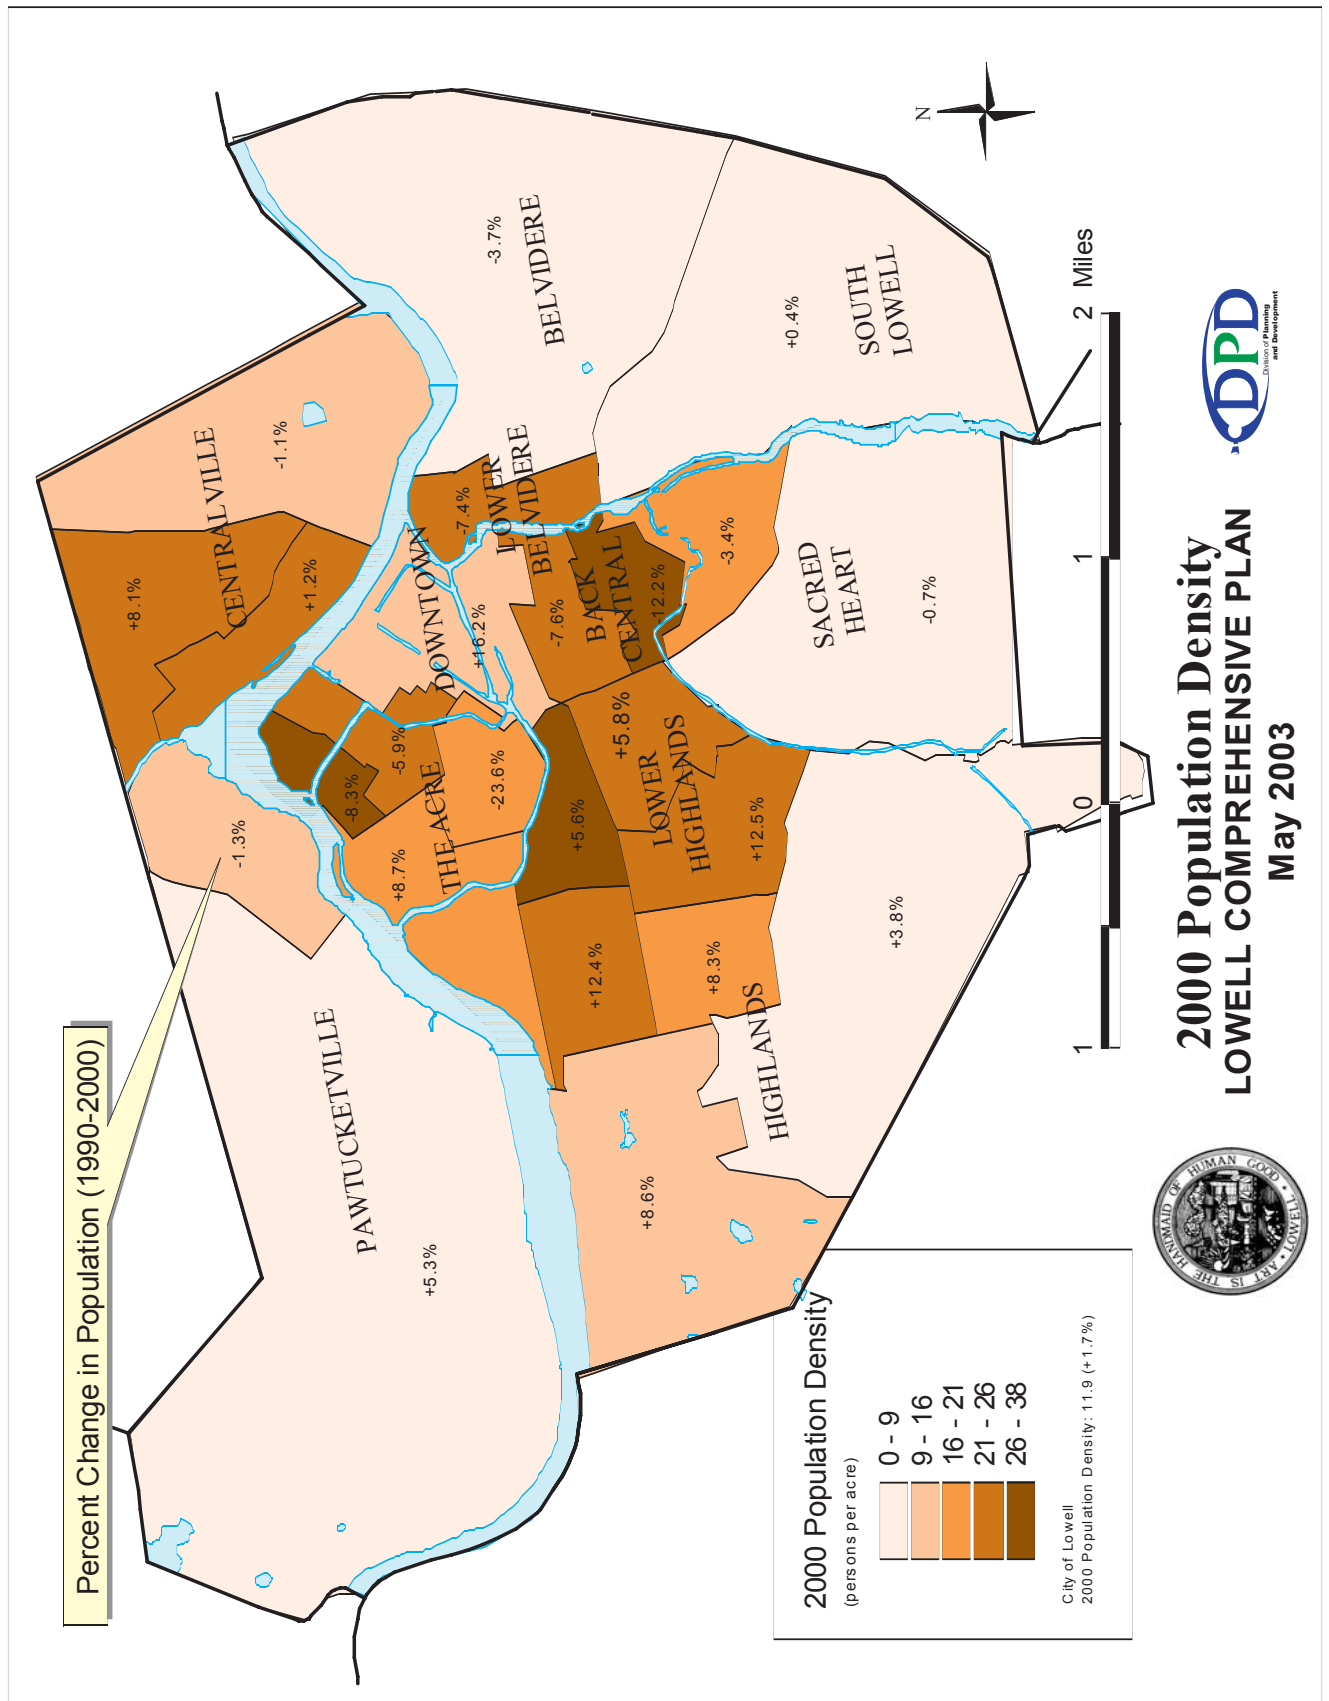 Percent Change in Population (1990-2000)
N
CENTRALVILLE
+8.1%
+1.2%
-1.1%
-1.3%
PAWTUCKETVILLE
+5.3%
BELVIDERE
-3.7%
LOWER
BELVIDERE
-7.4%
DOWNTOWN
+16.2%
THE ACRE
-8.3%
-5.9%
-23.6%
+8.7%
BACK
CENTRAL
-7.6%
-12.2%
-3.4%
SOUTH
LOWELL
+0.4%
SACRED
HEART
-0.7%
LOWER
HIGHLANDS
+5.8%
+5.6%
+12.5%
+12.4%
+8.3%
HIGHLANDS
+8.6%
+3.8%
2000 Population Density
(persons per acre)
0 - 9
9 - 16
16 - 21
21 - 26
26 - 38
City of Lowell
2000 Population Density: 11.9 (+1.7%)
1 0 1 2 Miles
2000 Population Density
LOWELL COMPREHENSIVE PLAN
May 2003
ART IS THE HANDMAID OF HUMAN GOOD • LOWELL •
DPD
Division of Planning
and Development